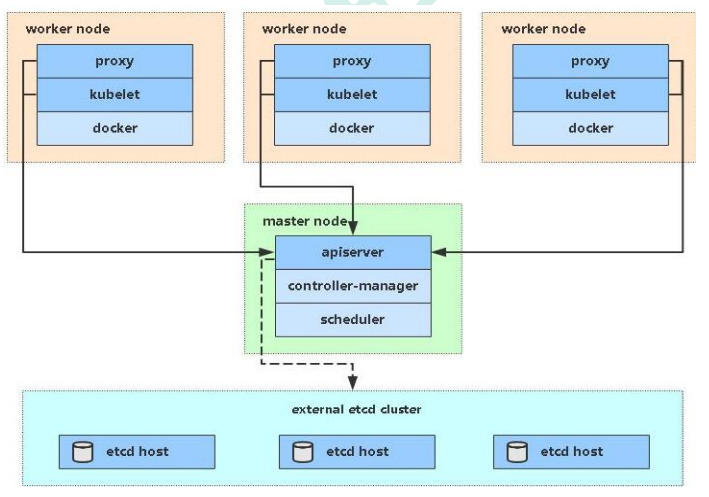 worker node
proxy
kubelet
docker
worker node
proxy
kubelet
docker
worker node
proxy
kubelet
docker
master node
apiserver
controller-manager
scheduler
external etcd cluster
etcd host
etcd host
etcd host